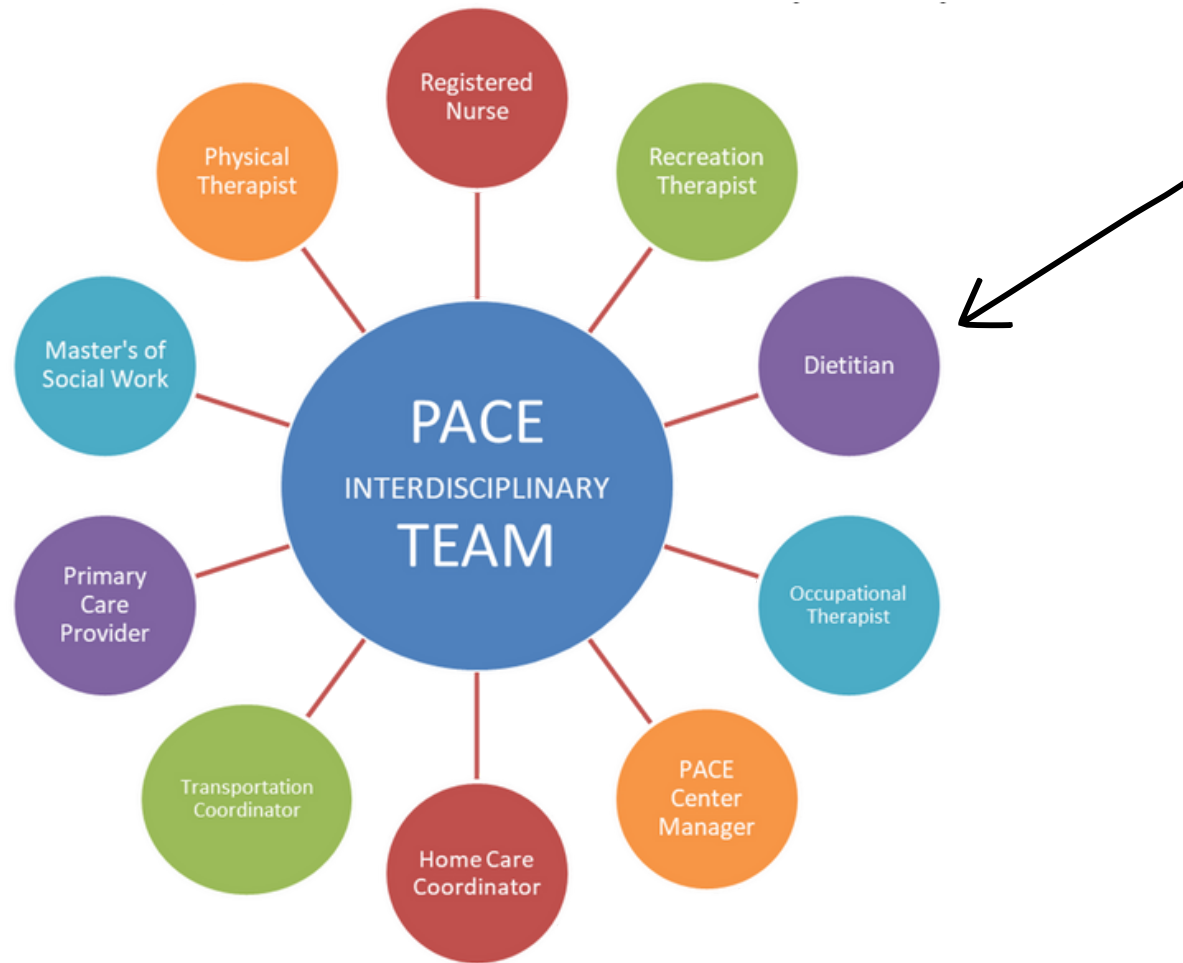 Registered
Nurse
Recreation
Therapist
Dietitian
Occupational
Therapist
PACE
Center
Manager
Home Care
Coordinator
Transportation
Coordinator
Primary
Care
Provider
Master's of
Social Work
Physical
Therapist
PACE
INTERDISCIPLINARY
TEAM